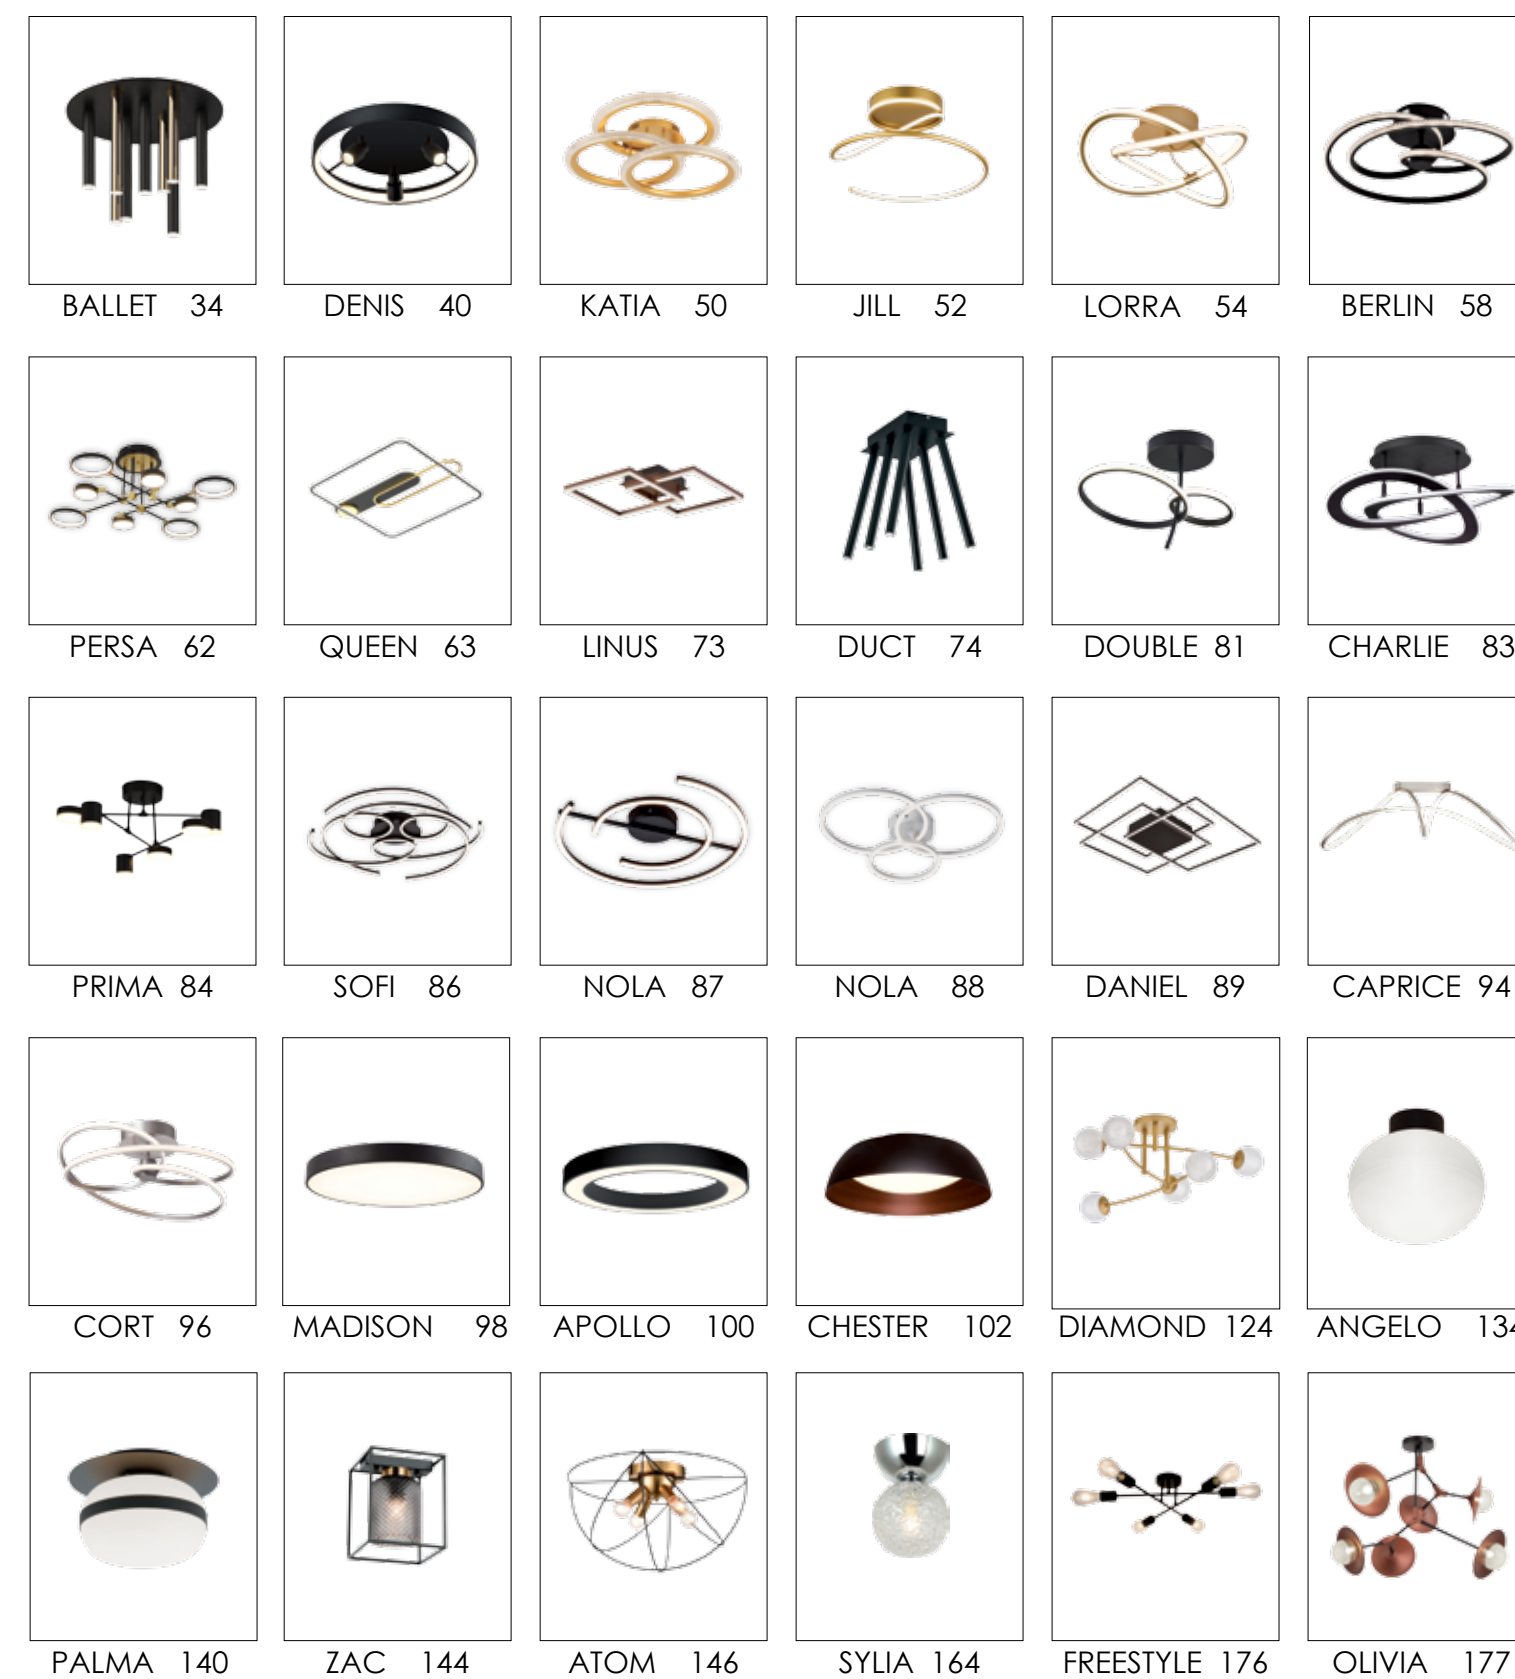 BALLET 34 DENIS 40 KATIA 50 JILL 52 LORRA 54 BERLIN 58
PERSA 62 QUEEN 63 LINUS 73 DUCT 74 DOUBLE 81 CHARLIE 83
PRIMA 84 SOFI 86 NOLA 87 NOLA 88 DANIEL 89 CAPRICE 94
CORT 96 MADISON 98 APOLLO 100 CHESTER 102 DIAMOND 124 ANGELO 134
PALMA 140 ZAC 144 ATOM 146 SYLIA 164 FREESTYLE 176 OLIVIA 177